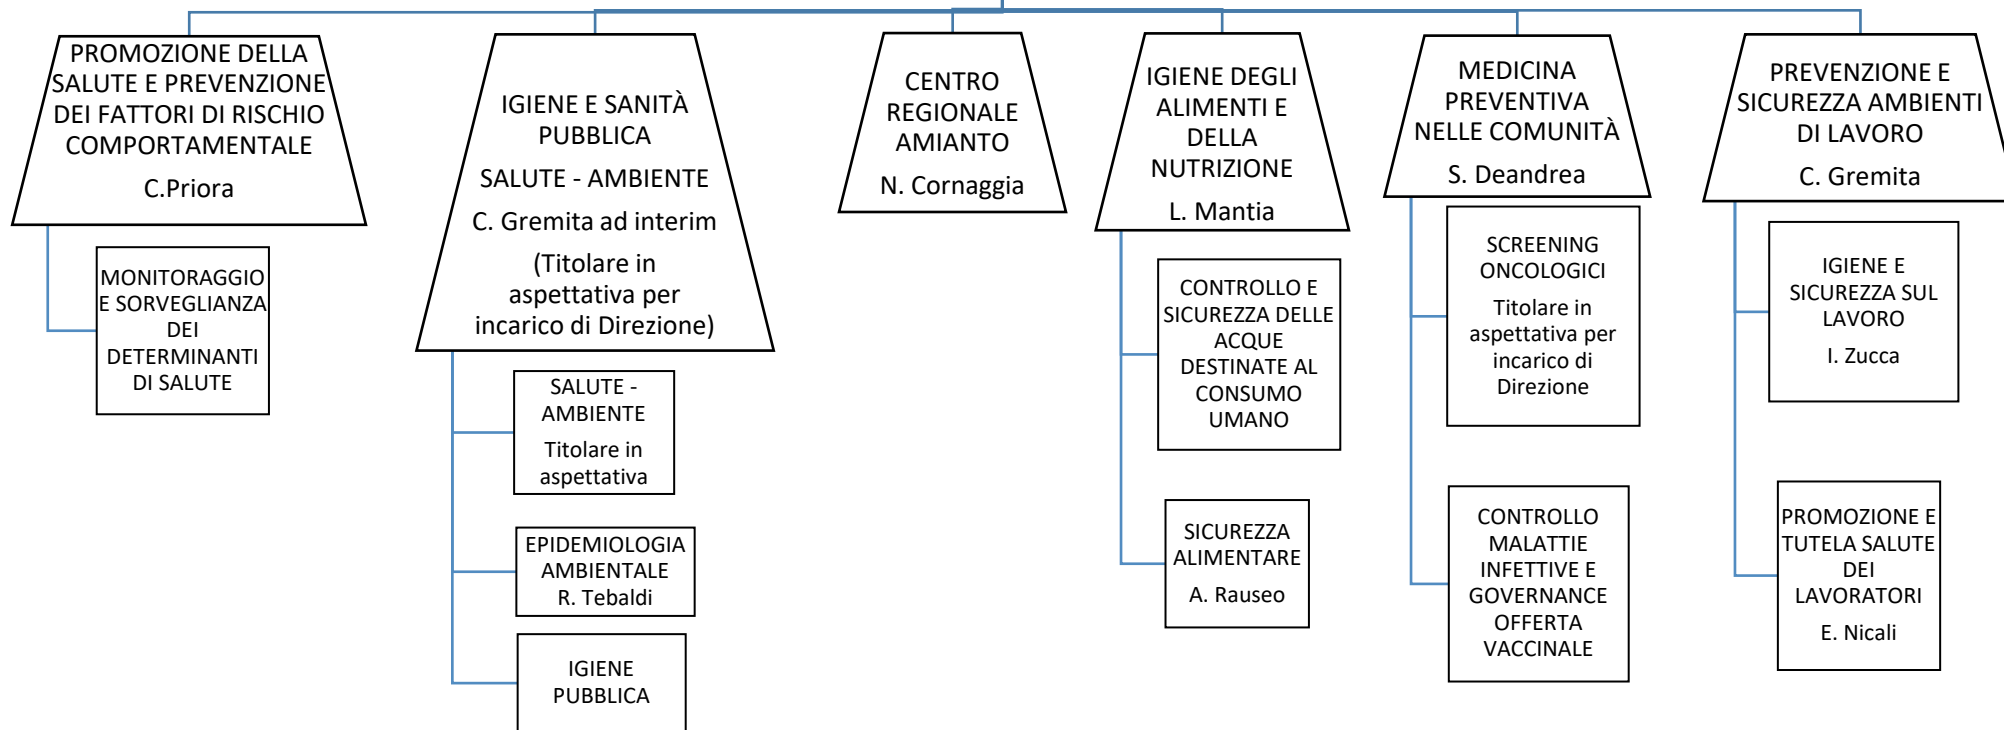 PROMOZIONE DELLA
SALUTE E PREVENZIONE
DEI FATTORI DI RISCHIO
COMPORTAMENTALE
C.Priora
MONITORAGGIO
E SORVEGLIANZA
DEI
DETERMINANTI
DI SALUTE
IGIENE E SANITÀ
PUBBLICA
SALUTE - AMBIENTE
C. Gremita ad interim
(Titolare in
aspettativa per
incarico di Direzione)
SALUTE -
AMBIENTE
Titolare in
aspettativa
EPIDEMIOLOGIA
AMBIENTALE
R. Tebaldi
IGIENE
PUBBLICA
CENTRO
REGIONALE
AMIANTO
N. Cornaggia
IGIENE DEGLI
ALIMENTI E
DELLA
NUTRIZIONE
L. Mantia
CONTROLLO E
SICUREZZA DELLE
ACQUE
DESTINATE AL
CONSUMO
UMANO
SICUREZZA
ALIMENTARE
A. Rauseo
MEDICINA
PREVENTIVA
NELLE COMUNITÀ
S. Deandrea
SCREENING
ONCOLOGICI
Titolare in
aspettativa per
incarico di
Direzione
CONTROLLO
MALATTIE
INFETTIVE E
GOVERNANCE
OFFERTA
VACCINALE
PREVENZIONE E
SICUREZZA AMBIENTI
DI LAVORO
C. Gremita
IGIENE E
SICUREZZA SUL
LAVORO
I. Zucca
PROMOZIONE E
TUTELA SALUTE
DEI
LAVORATORI
E. Nicali